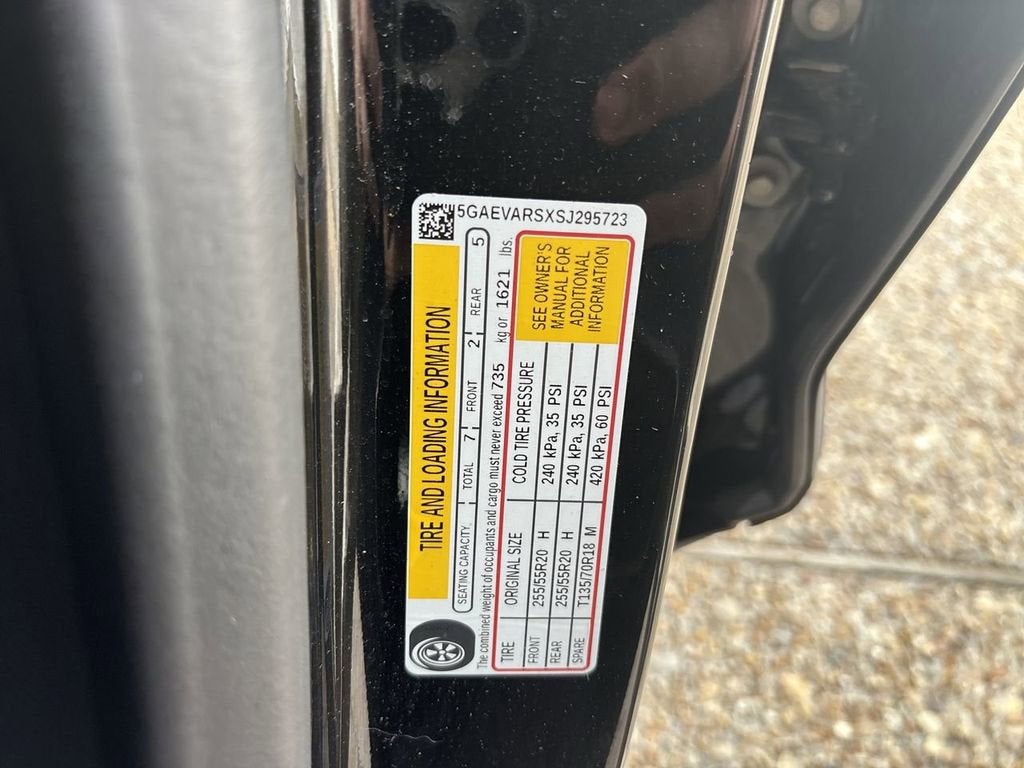 5GAEVARSXSJ295723
TIRE AND LOADING INFORMATION
SEATING CAPACITY TOTAL 7 FRONT 2 REAR 5
The combined weight of occupants and cargo must never exceed 735 kg or 1621 lbs.
TIRE ORIGINAL SIZE COLD TIRE PRESSURE
FRONT 255/55R20 H 240 kPa, 35 PSI
REAR 255/55R20 H 240 kPa, 35 PSI
SPARE T135/70R18 M 420 kPa, 60 PSI
SEE OWNER'S
MANUAL FOR
ADDITIONAL
INFORMATION